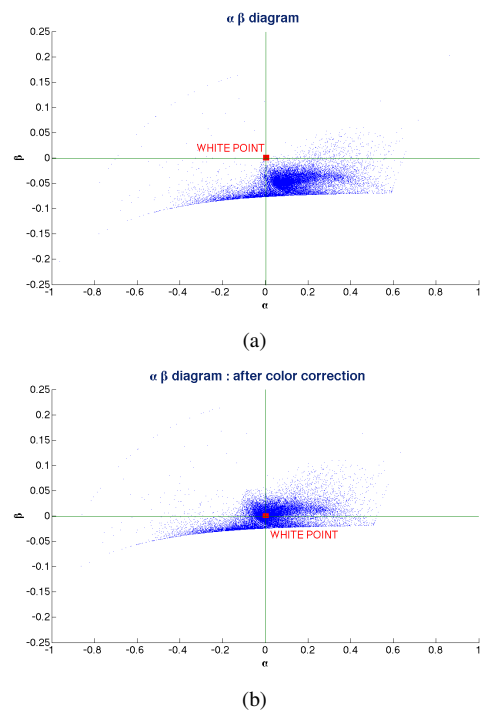 α β diagram
0.25
0.2
0.15
0.1
0.05
WHITE POINT
0
β
-0.05
-0.1
-0.15
-0.2
-0.25
-1 -0.8 -0.6 -0.4 -0.2 0 0.2 0.4 0.6 0.8 1
α
(a)
α β diagram : after color correction
0.25
0.2
0.15
0.1
0.05
β
0
WHITE POINT
-0.05
-0.1
-0.15
-0.2
-0.25
-1 -0.8 -0.6 -0.4 -0.2 0 0.2 0.4 0.6 0.8 1
α
(b)